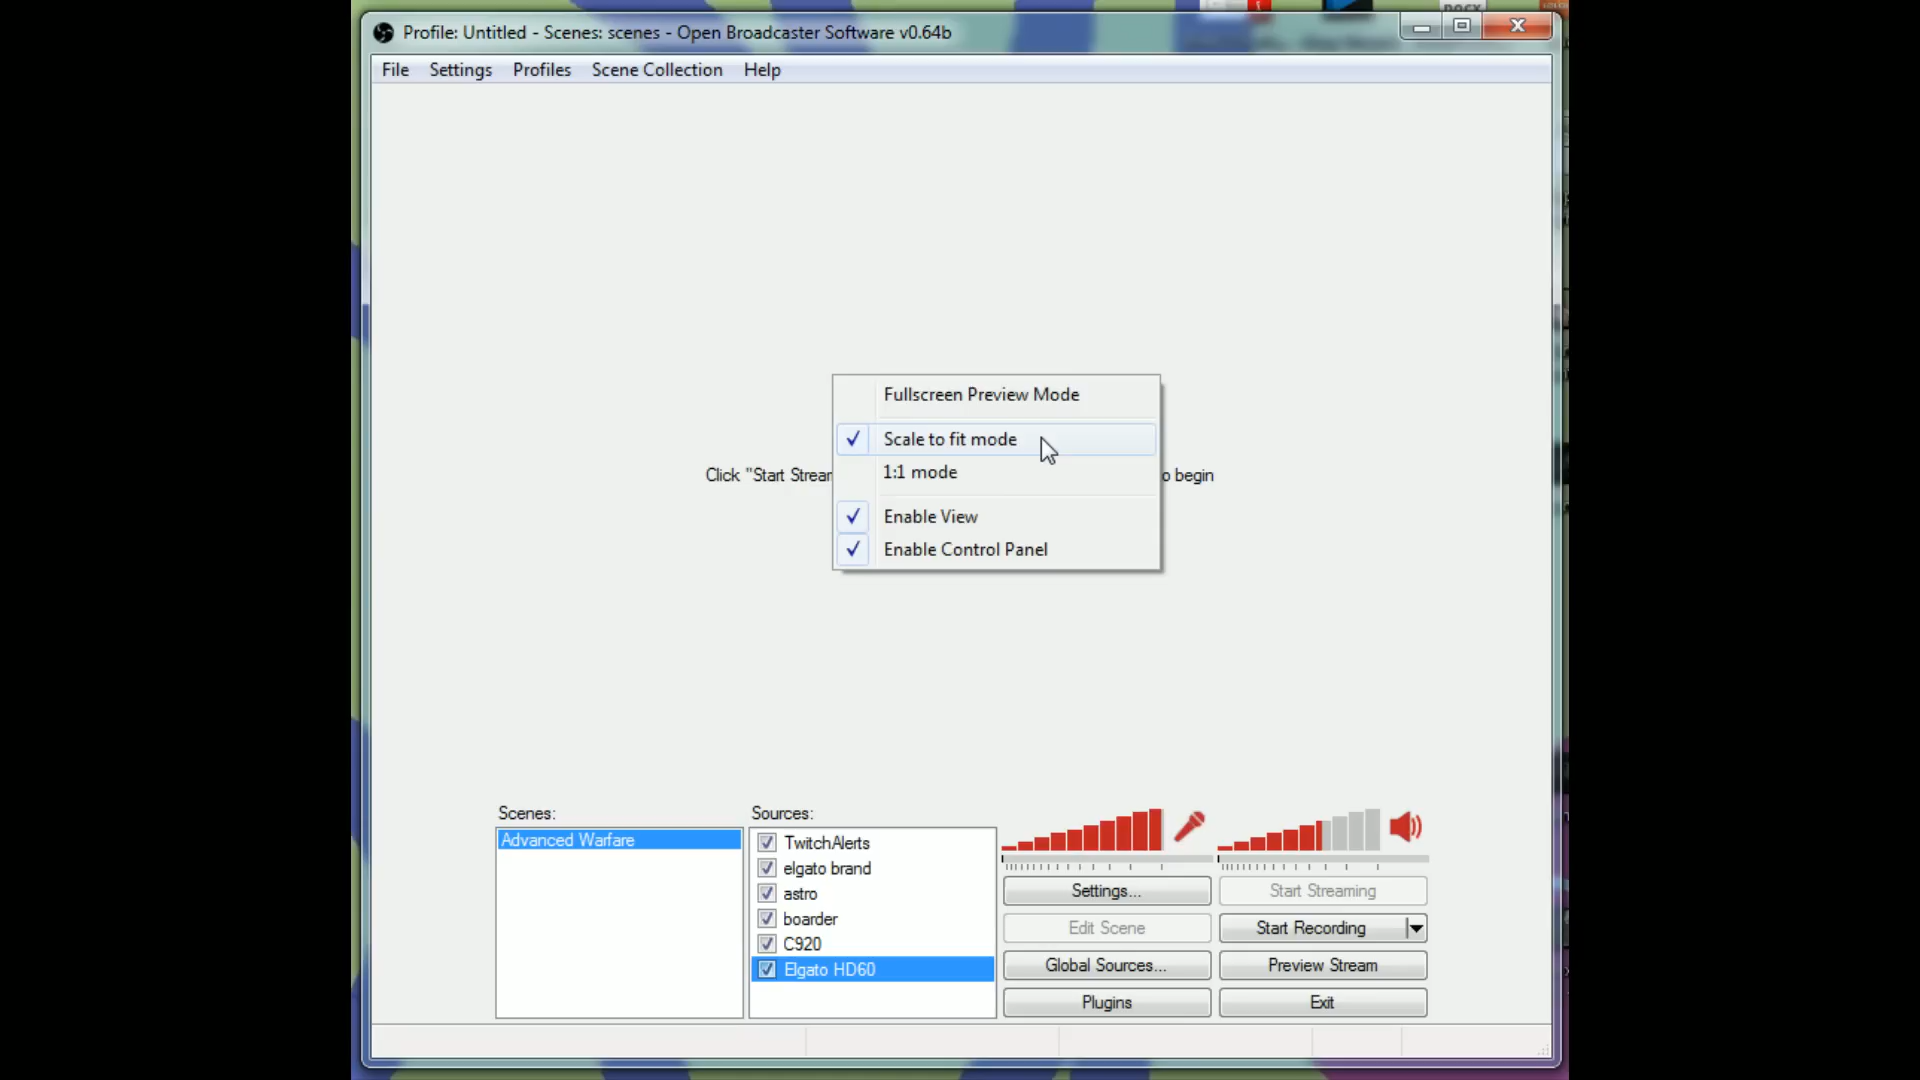 Profile: Untitled - Scenes: scenes - Open Broadcaster Software v0.64b
File Settings Profiles Scene Collection Help
Fullscreen Preview Mode
Scale to fit mode
1:1 mode
Enable View
Enable Control Panel
Click "Start Strea o begin
Scenes:
Advanced Warfare
Sources:
TwitchAlerts
elgato brand
astro
boarder
C920
Elgato HD60
Settings... Start Streaming
Edit Scene Start Recording
Global Sources... Preview Stream
Plugins Exit